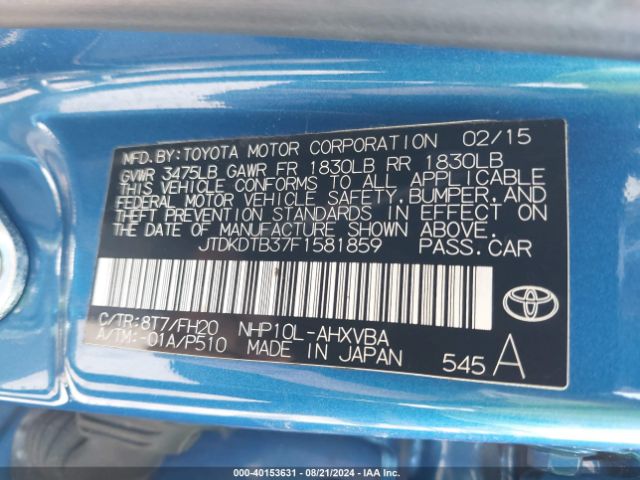 MFD.BY:TOYOTA MOTOR CORPORATION 02/15
GVWR 3475LB GAWR FR 1830LB RR 1830LB
THIS VEHICLE CONFORMS TO ALL APPLICABLE
FEDERAL MOTOR VEHICLE SAFETY,BUMPER,AND
THEFT PREVENTION STANDARDS IN EFFECT ON
THE DATE OF MANUFACTURE SHOWN ABOVE.
JTDKDTB37F1581859 PASS.CAR
C/TR:8T7/FH20 NHP10L-AHXVBA
A/TM:-01A/P510 MADE IN JAPAN 545 A
000-40153631 - 08/21/2024 - IAA Inc.